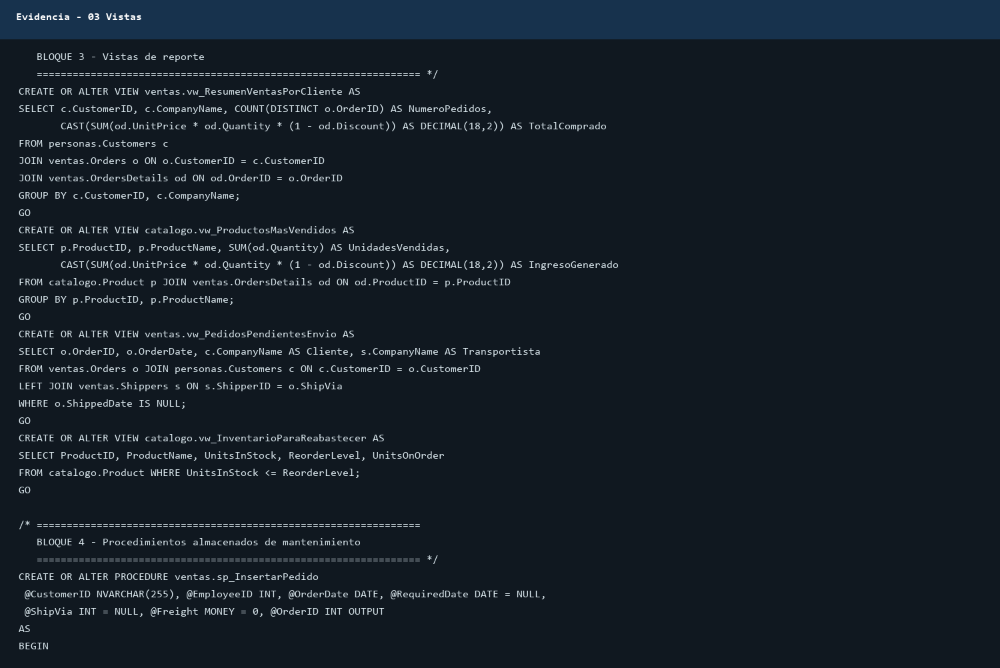 Evidencia - 03 Vistas
BLOQUE 3 - Vistas de reporte
================================================================ */
CREATE OR ALTER VIEW ventas.vw_ResumenVentasPorCliente AS
SELECT c.CustomerID, c.CompanyName, COUNT(DISTINCT o.OrderID) AS NumeroPedidos,
CAST(SUM(od.UnitPrice * od.Quantity * (1 - od.Discount)) AS DECIMAL(18,2)) AS TotalComprado
FROM personas.Customers c
JOIN ventas.Orders o ON o.CustomerID = c.CustomerID
JOIN ventas.OrdersDetails od ON od.OrderID = o.OrderID
GROUP BY c.CustomerID, c.CompanyName;
GO
CREATE OR ALTER VIEW catalogo.vw_ProductosMasVendidos AS
SELECT p.ProductID, p.ProductName, SUM(od.Quantity) AS UnidadesVendidas,
CAST(SUM(od.UnitPrice * od.Quantity * (1 - od.Discount)) AS DECIMAL(18,2)) AS IngresoGenerado
FROM catalogo.Product p JOIN ventas.OrdersDetails od ON od.ProductID = p.ProductID
GROUP BY p.ProductID, p.ProductName;
GO
CREATE OR ALTER VIEW ventas.vw_PedidosPendientesEnvio AS
SELECT o.OrderID, o.OrderDate, c.CompanyName AS Cliente, s.CompanyName AS Transportista
FROM ventas.Orders o JOIN personas.Customers c ON c.CustomerID = o.CustomerID
LEFT JOIN ventas.Shippers s ON s.ShipperID = o.ShipVia
WHERE o.ShippedDate IS NULL;
GO
CREATE OR ALTER VIEW catalogo.vw_InventarioParaReabastecer AS
SELECT ProductID, ProductName, UnitsInStock, ReorderLevel, UnitsOnOrder
FROM catalogo.Product WHERE UnitsInStock <= ReorderLevel;
GO
/* ================================================================
BLOQUE 4 - Procedimientos almacenados de mantenimiento
================================================================ */
CREATE OR ALTER PROCEDURE ventas.sp_InsertarPedido
@CustomerID NVARCHAR(255), @EmployeeID INT, @OrderDate DATE, @RequiredDate DATE = NULL,
@ShipVia INT = NULL, @Freight MONEY = 0, @OrderID INT OUTPUT
AS
BEGIN